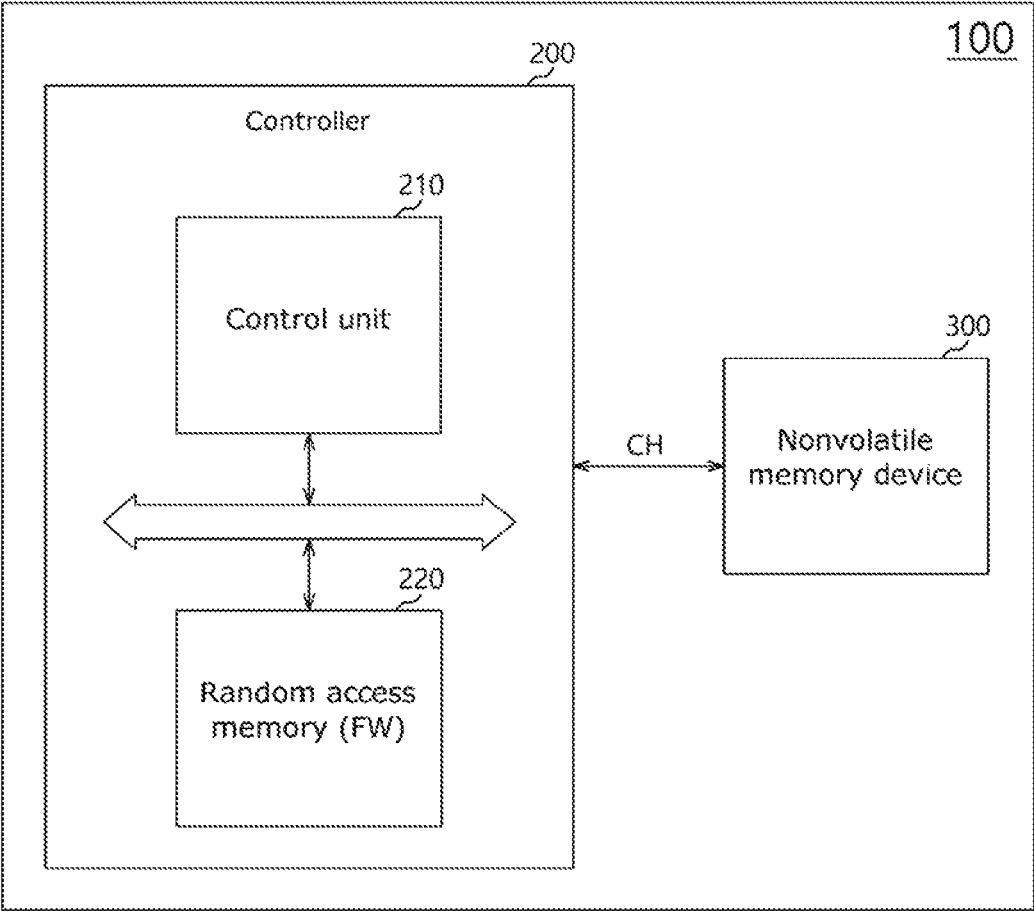 100
200
Controller
210
Control unit
300
CH
Nonvolatile
memory device
220
Random access
memory (FW)